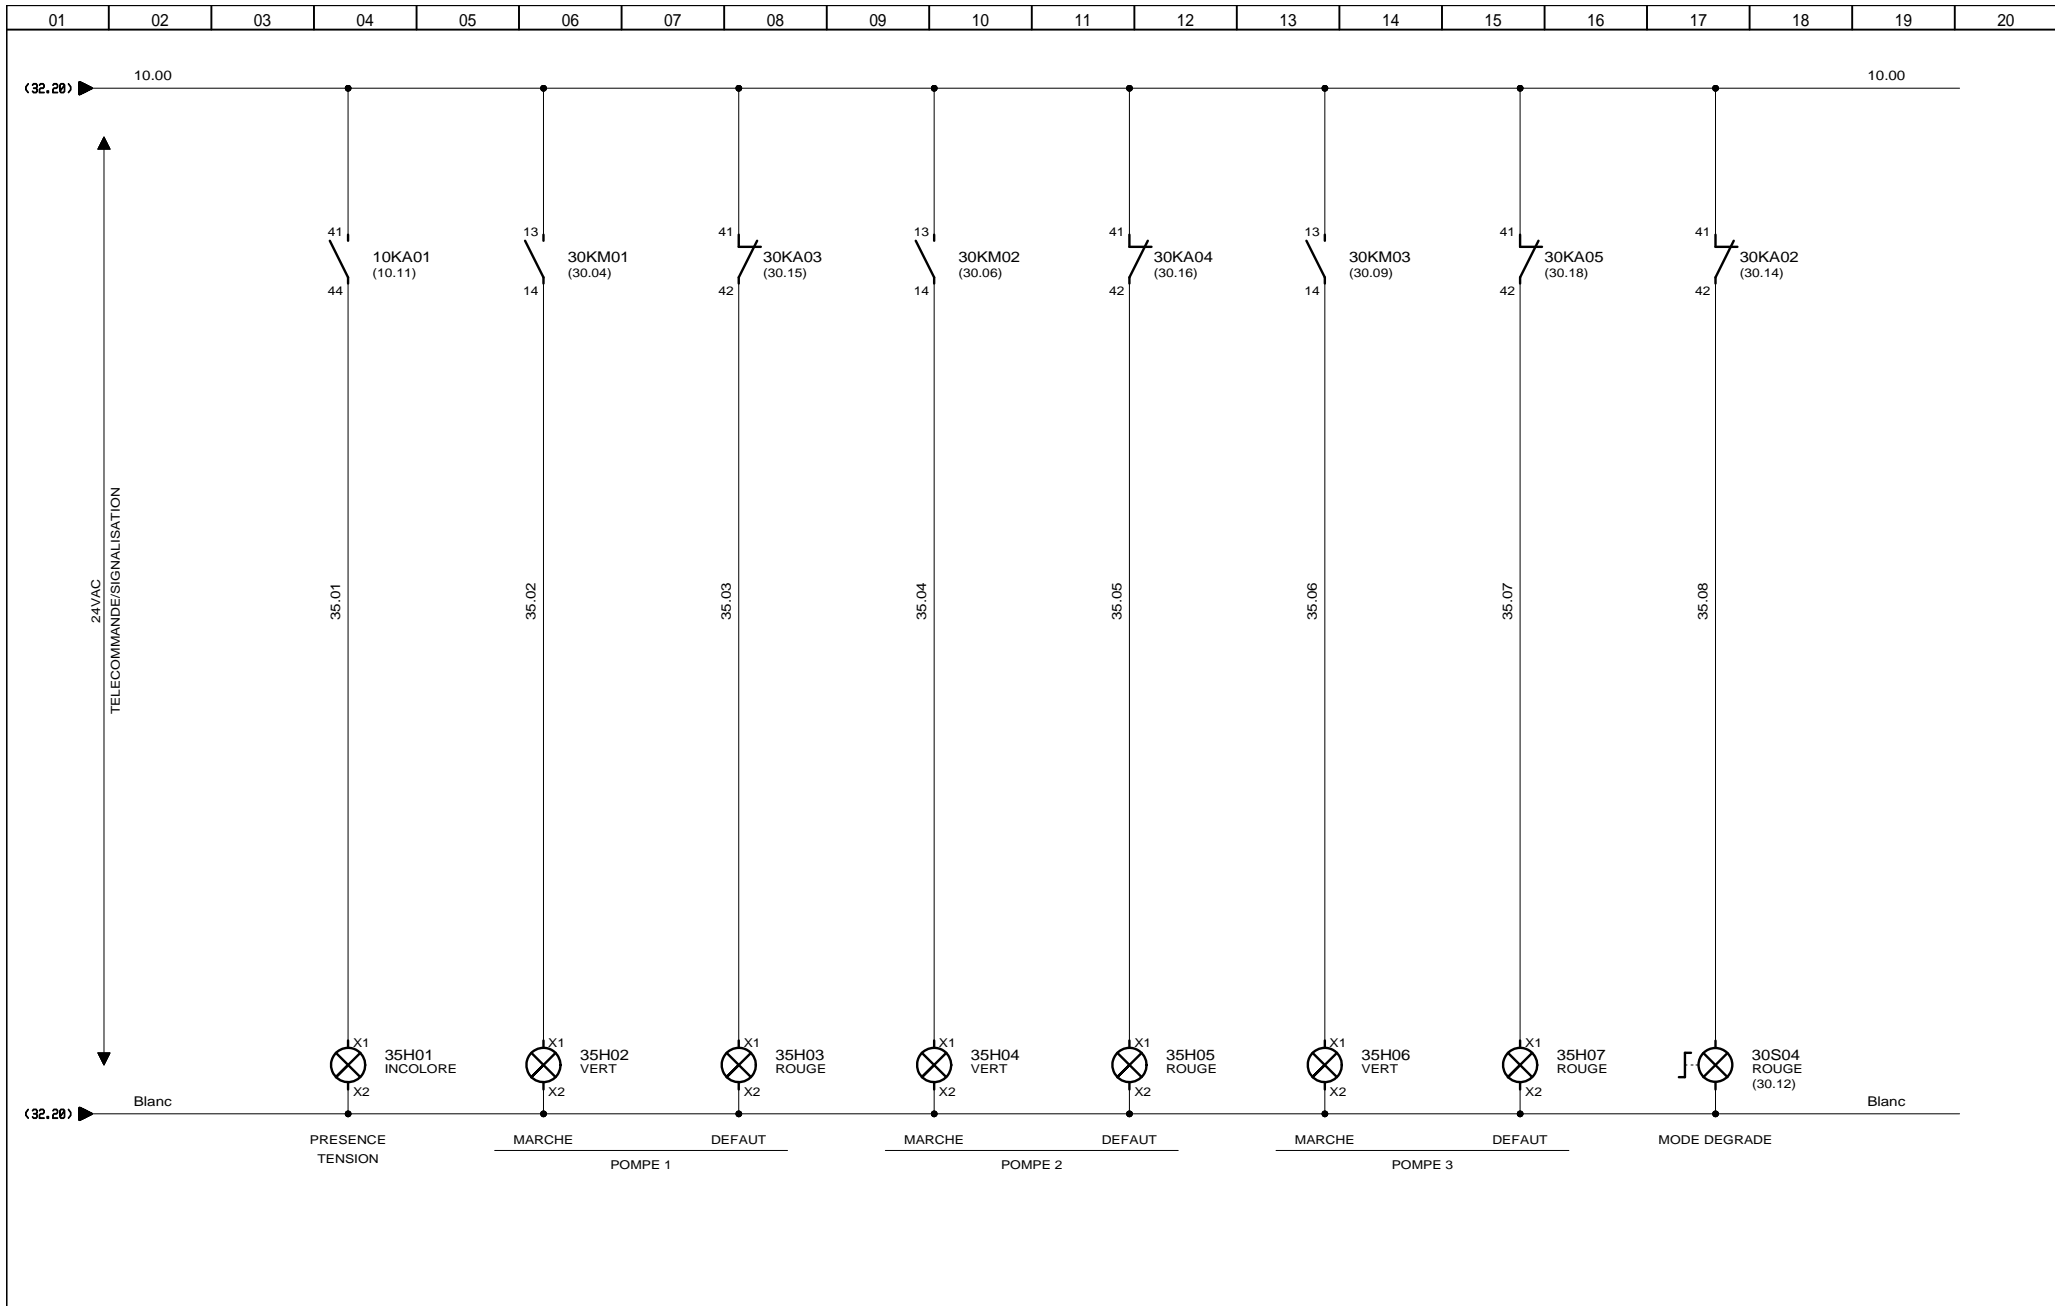 01 02 03 04 05 06 07 08 09 10 11 12 13 14 15 16 17 18 19 20
10.00 10.00
(32.20)
41 13 41 13 41 13 41 41
10KA01 30KM01 30KA03 30KM02 30KA04 30KM03 30KA05 30KA02
(10.11) (30.04) (30.15) (30.06) (30.16) (30.09) (30.18) (30.14)
44 14 42 14 42 14 42 42
24VAC
TELECOMMANDE/SIGNALISATION
35.01 35.02 35.03 35.04 35.05 35.06 35.07 35.08
X1 X1 X1 X1 X1 X1 X1
35H01 35H02 35H03 35H04 35H05 35H06 35H07 30S04
INCOLORE VERT ROUGE VERT ROUGE VERT ROUGE ROUGE
(30.12)
X2 X2 X2 X2 X2 X2 X2
Blanc Blanc
(32.20)
PRESENCE MARCHE DEFAUT MARCHE DEFAUT MARCHE DEFAUT MODE DEGRADE
TENSION
POMPE 1 POMPE 2 POMPE 3